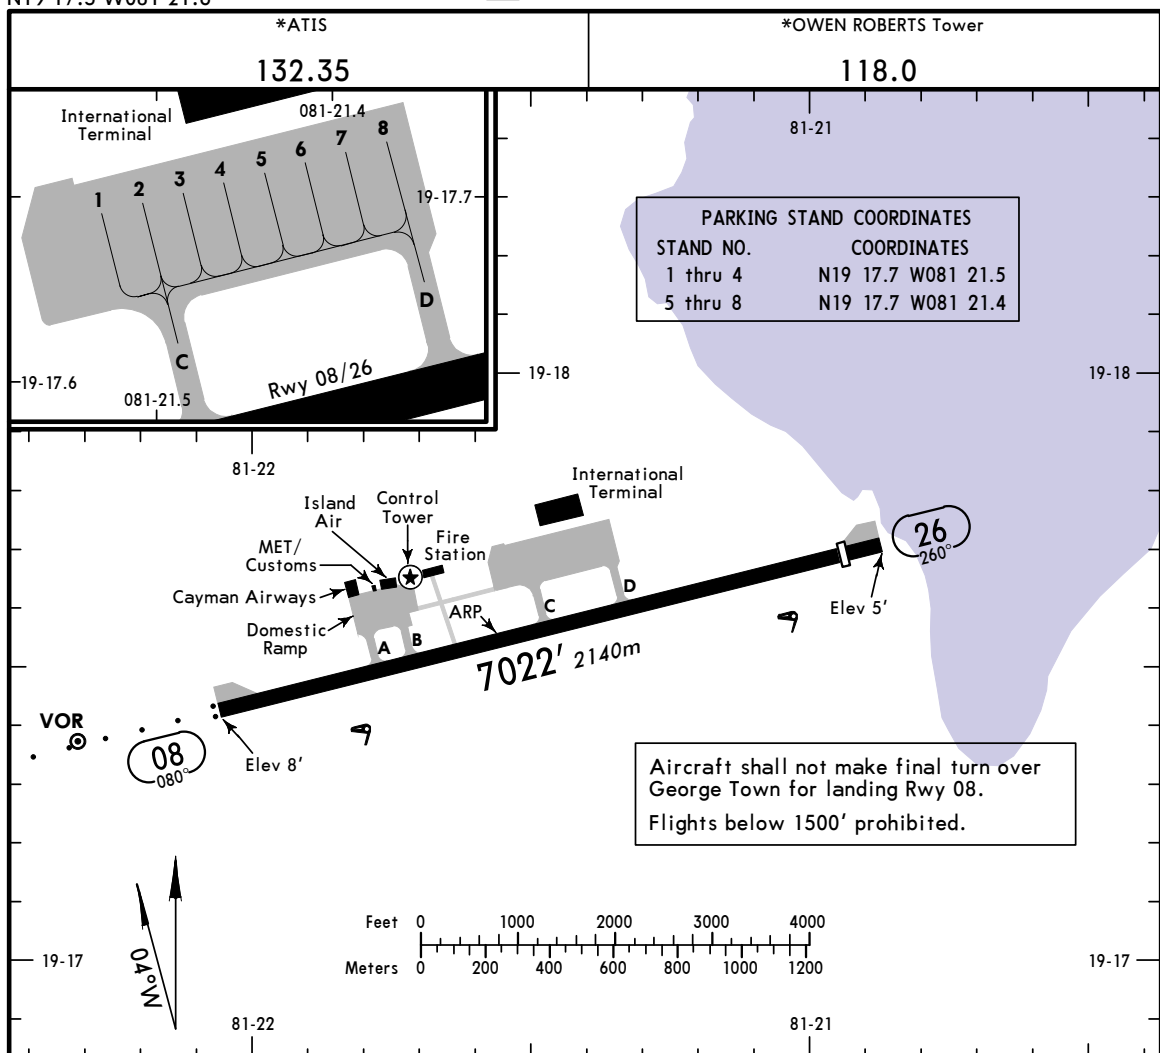 *ATIS
132.35
*OWEN ROBERTS Tower
118.0
International
Terminal
081-21.4
1 2 3 4 5 6 7 8
19-17.7
D
C
Rwy 08/26
19-17.6
081-21.5
81-21
PARKING STAND COORDINATES
STAND NO. COORDINATES
1 thru 4 N19 17.7 W081 21.5
5 thru 8 N19 17.7 W081 21.4
19-18
19-18
81-22
International
Terminal
Island
Air
Control
Tower
Fire
Station
MET/
Customs
Cayman Airways
Domestic
Ramp
A
B
ARP
C
D
26
260°
Elev 5'
7022' 2140m
VOR
08
080°
Elev 8'
Aircraft shall not make final turn over
George Town for landing Rwy 08.
Flights below 1500' prohibited.
04°W
Feet 0 1000 2000 3000 4000
Meters 0 200 400 600 800 1000 1200
19-17
19-17
81-22
81-21